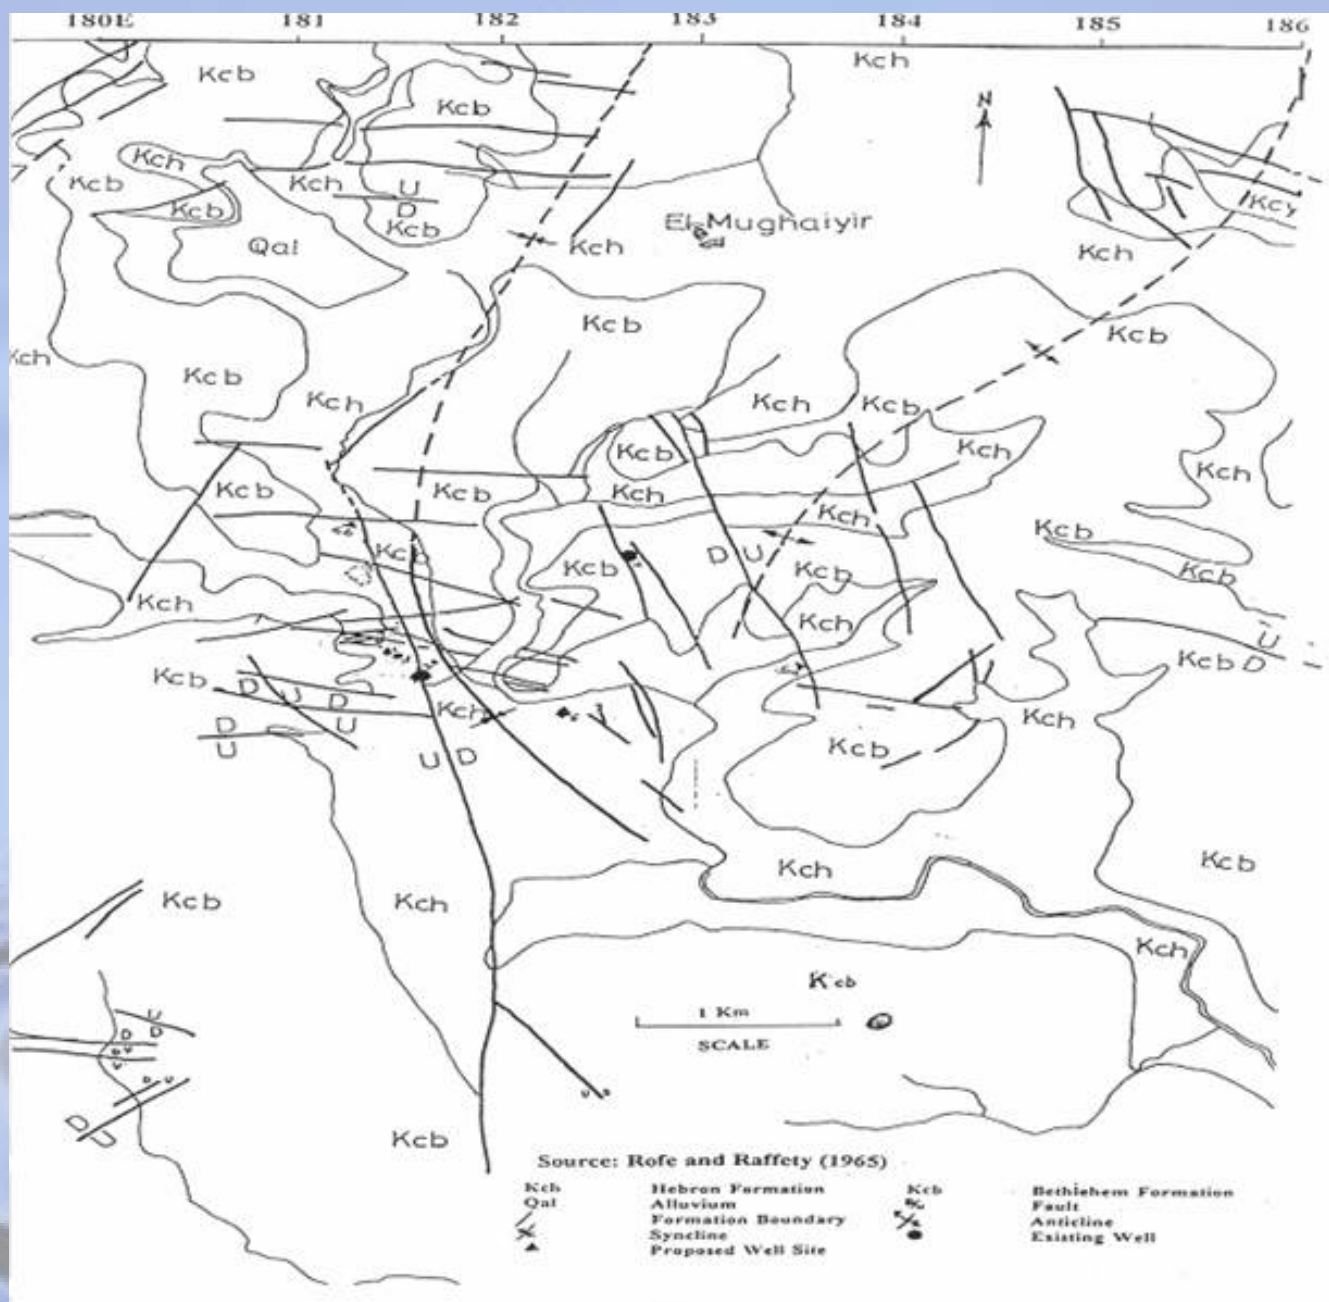 180E 181 182 183 184 185 186
Kcb Kch
Kcb
N
Kch
Kcb Kch U
D
Kcb Kcb Kcy
El-Mughaiyir
Qal Kch Kch
Kcb Kcb
Kch
Kcb
Kch Kch Kcb
Kcb Kch
Kcb Kcb Kch Kch
Kch
Kcb
D U
Kcb Kcb Kcb
Kch Kch
U
Kcb Kcb D
D U D
Kch Kch
D U
U Kcb
U D
Kch Kcb
Kcb Kch
Kch
Kcb
1 Km
SCALE
U
D D
D U
U
D U
U D
D U
Kcb
Source: Rofe and Raffety (1965)
Kch Hebron Formation Kcb Bethlehem Formation
Qal Alluvium Fault
Formation Boundary Anticline
Syncline Existing Well
Proposed Well Site